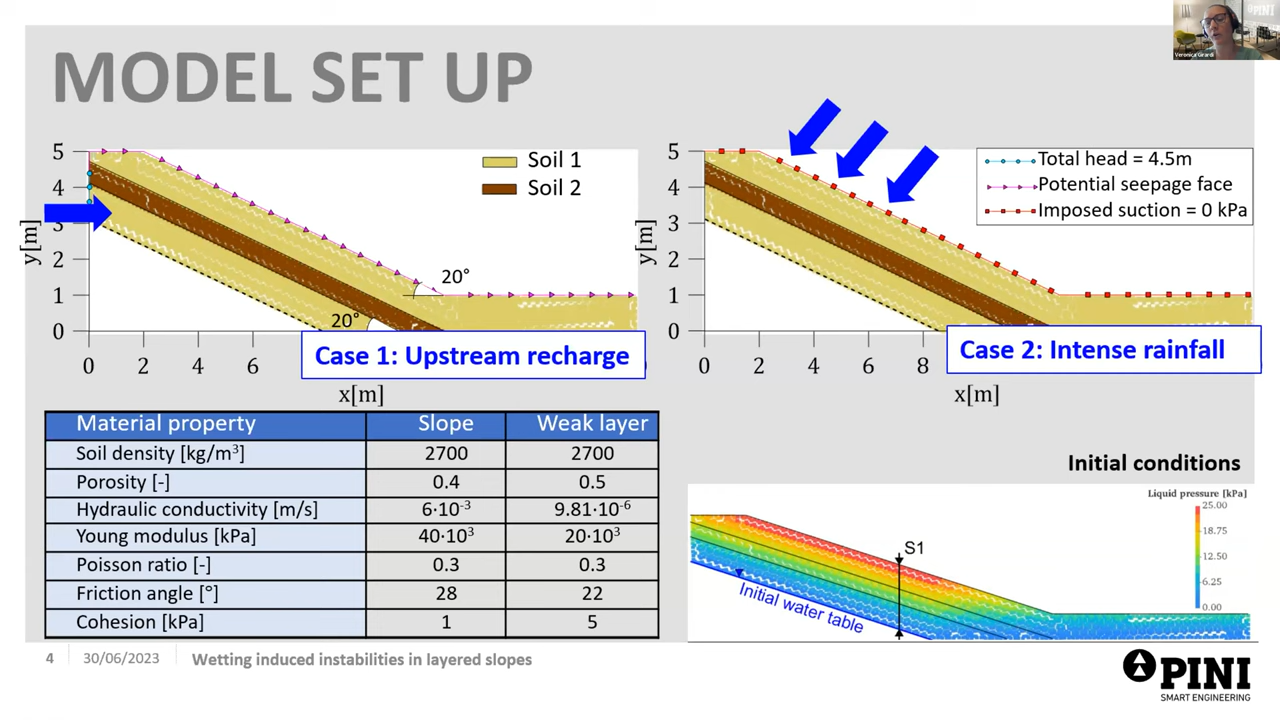 MODEL SET UP
PINI
Veronica Girardi
Soil 1
Soil 2
5
4
3
2
1
0
y[m]
20°
20°
0 2 4 6
x[m]
Case 1: Upstream recharge
Total head = 4.5m
Potential seepage face
Imposed suction = 0 kPa
5
4
3
2
1
0
y[m]
0 2 4 6 8
x[m]
Case 2: Intense rainfall
Material property Slope Weak layer
Soil density [kg/m³] 2700 2700
Porosity [-] 0.4 0.5
Hydraulic conductivity [m/s] 6·10⁻³ 9.81·10⁻⁶
Young modulus [kPa] 40·10³ 20·10³
Poisson ratio [-] 0.3 0.3
Friction angle [°] 28 22
Cohesion [kPa] 1 5
Initial conditions
Liquid pressure [kPa]
25.00
18.75
12.50
6.25
0.00
S1
Initial water table
4 30/06/2023 Wetting induced instabilities in layered slopes
PINI
SMART ENGINEERING